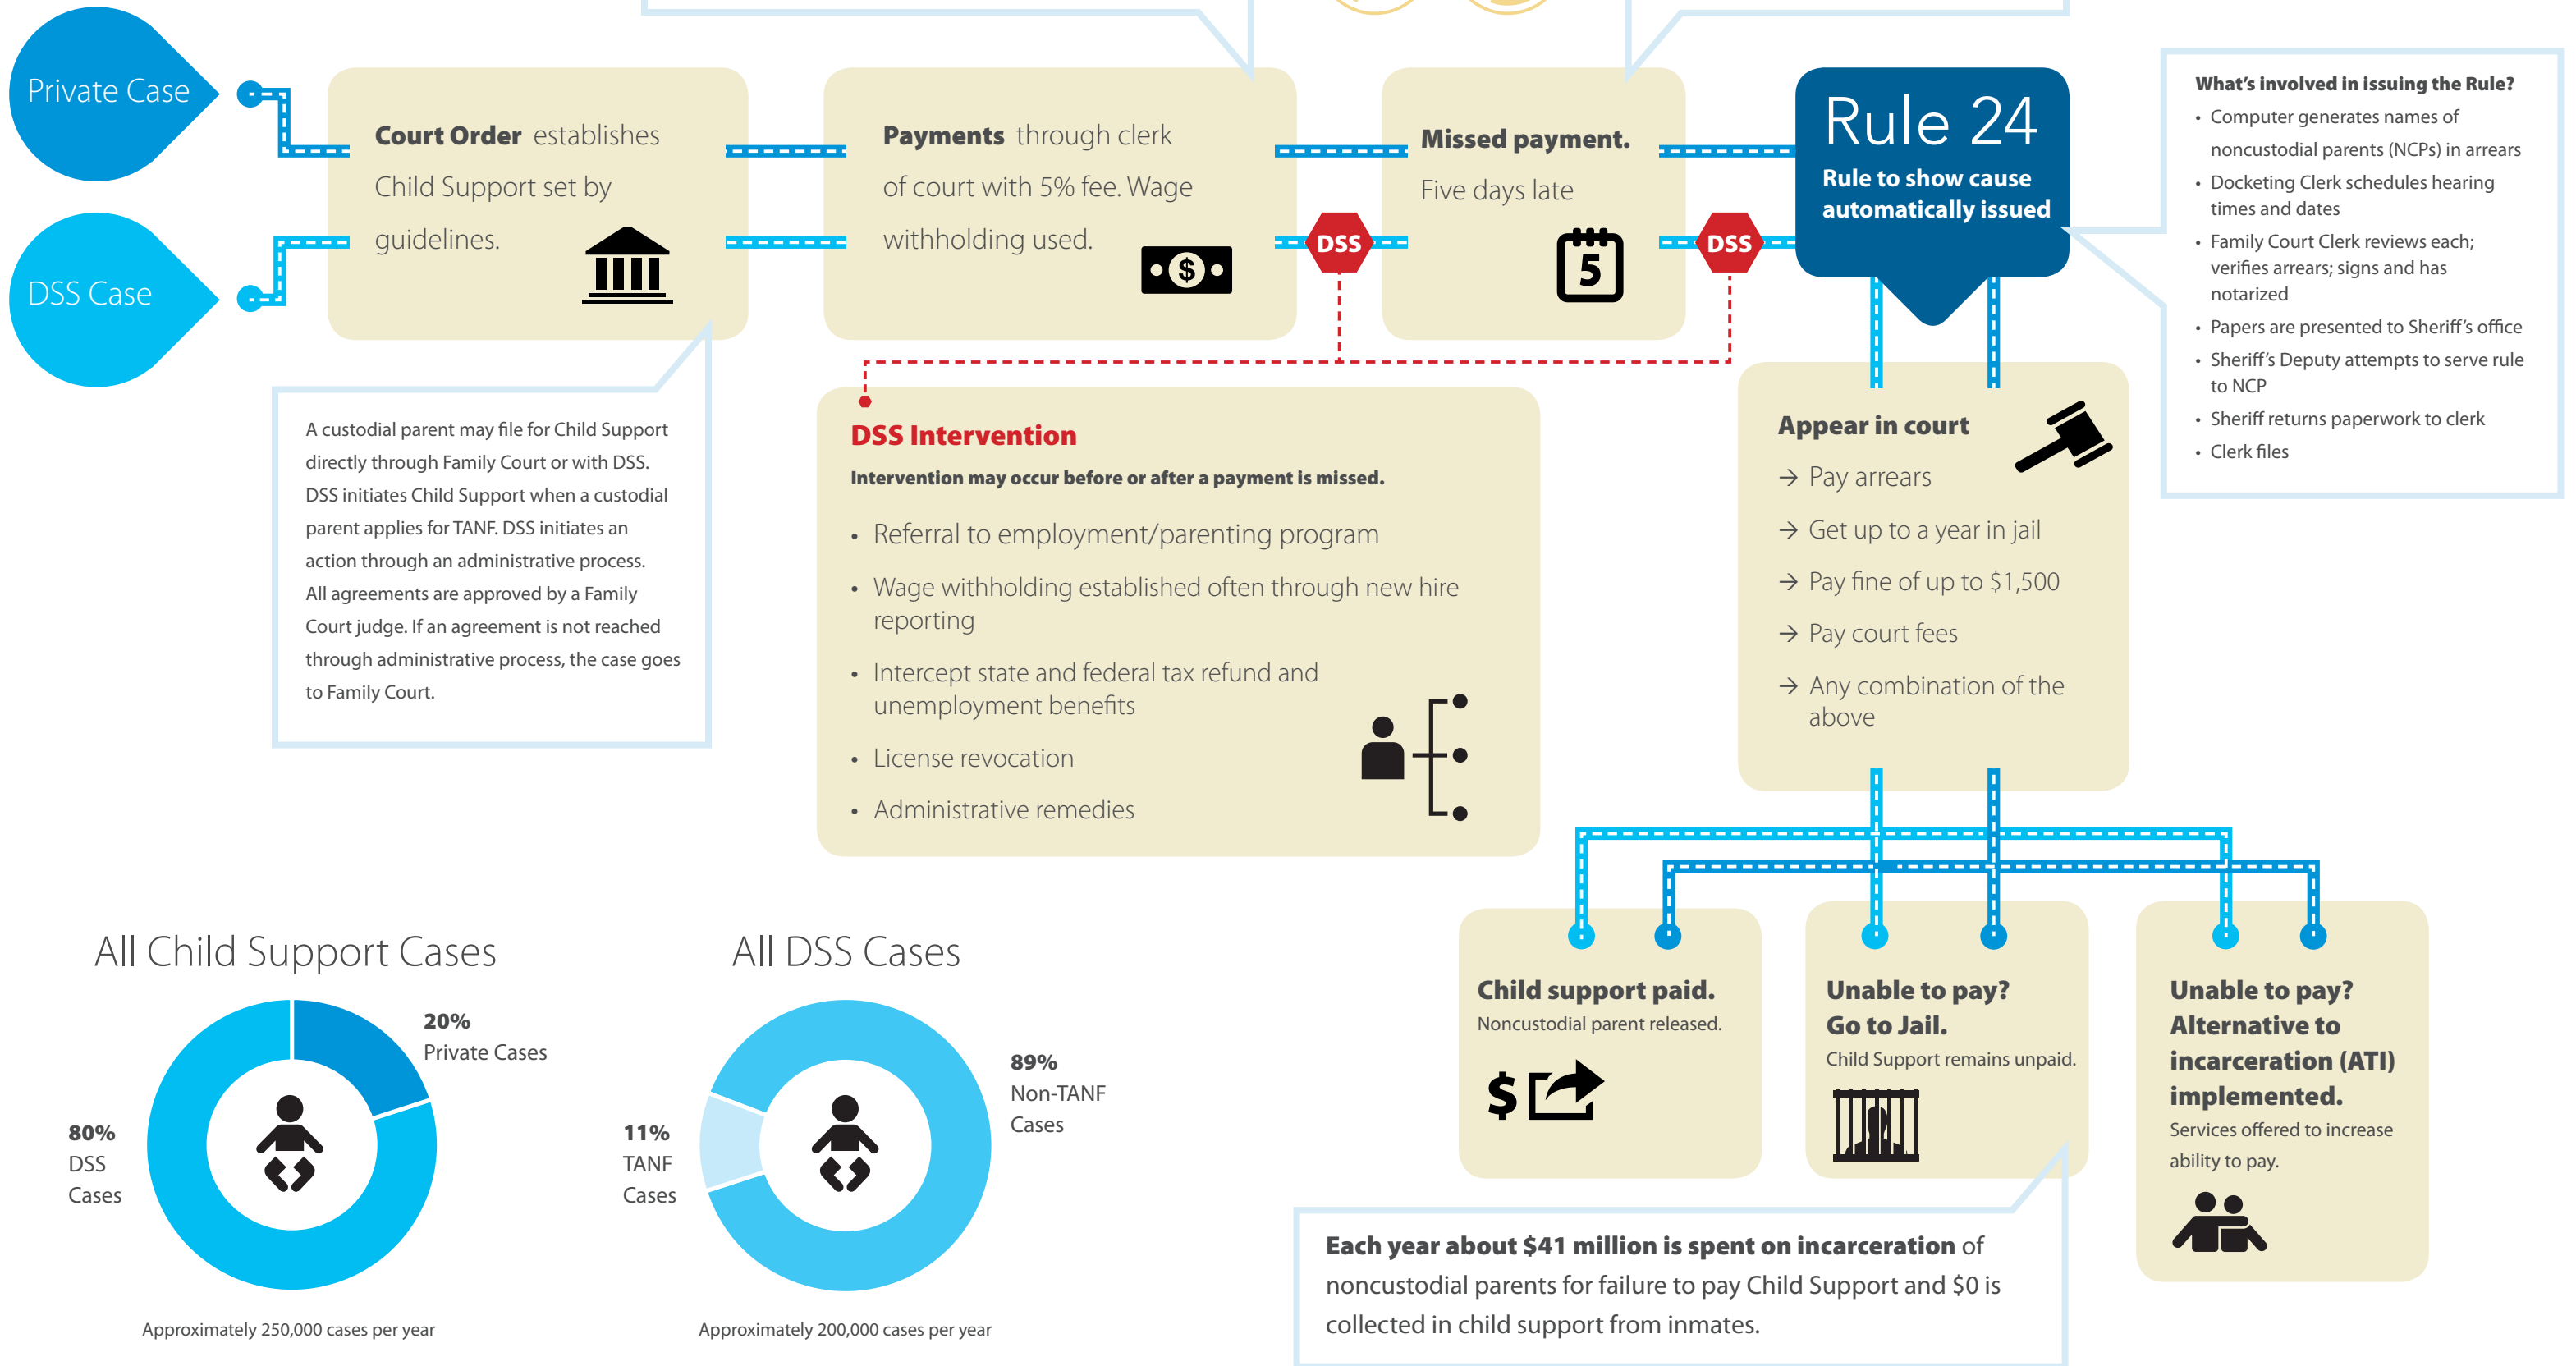 Private Case
DSS Case
Court Order establishes
Child Support set by
guidelines.
Payments through clerk
of court with 5% fee. Wage
withholding used.
$
DSS
Missed payment.
Five days late
5
DSS
Rule 24
Rule to show cause
automatically issued
What's involved in issuing the Rule?
• Computer generates names of
noncustodial parents (NCPs) in arrears
• Docketing Clerk schedules hearing
times and dates
• Family Court Clerk reviews each;
verifies arrears; signs and has
notarized
• Papers are presented to Sheriff's office
• Sheriff's Deputy attempts to serve rule
to NCP
• Sheriff returns paperwork to clerk
• Clerk files
A custodial parent may file for Child Support
directly through Family Court or with DSS.
DSS initiates Child Support when a custodial
parent applies for TANF. DSS initiates an
action through an administrative process.
All agreements are approved by a Family
Court judge. If an agreement is not reached
through administrative process, the case goes
to Family Court.
DSS Intervention
Intervention may occur before or after a payment is missed.
• Referral to employment/parenting program
• Wage withholding established often through new hire
reporting
• Intercept state and federal tax refund and
unemployment benefits
• License revocation
• Administrative remedies
Appear in court
→ Pay arrears
→ Get up to a year in jail
→ Pay fine of up to $1,500
→ Pay court fees
→ Any combination of the
above
Child support paid.
Noncustodial parent released.
$
Unable to pay?
Go to Jail.
Child Support remains unpaid.
Unable to pay?
Alternative to
incarceration (ATI)
implemented.
Services offered to increase
ability to pay.
Each year about $41 million is spent on incarceration of
noncustodial parents for failure to pay Child Support and $0 is
collected in child support from inmates.
All Child Support Cases
20%
Private Cases
80%
DSS
Cases
Approximately 250,000 cases per year
All DSS Cases
89%
Non-TANF
Cases
11%
TANF
Cases
Approximately 200,000 cases per year